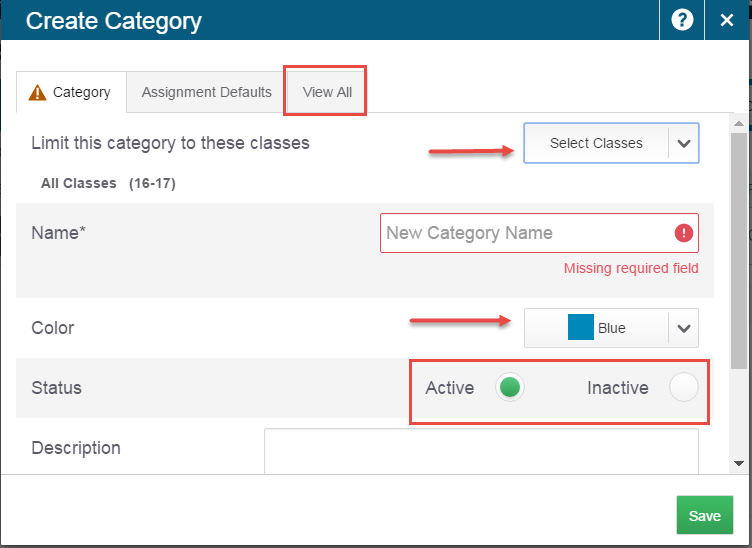 Create Category ?
Category Assignment Defaults View All
Limit this category to these classes Select Classes
All Classes (16-17)
Name* New Category Name !
Missing required field
Color Blue
Status Active Inactive
Description
Save